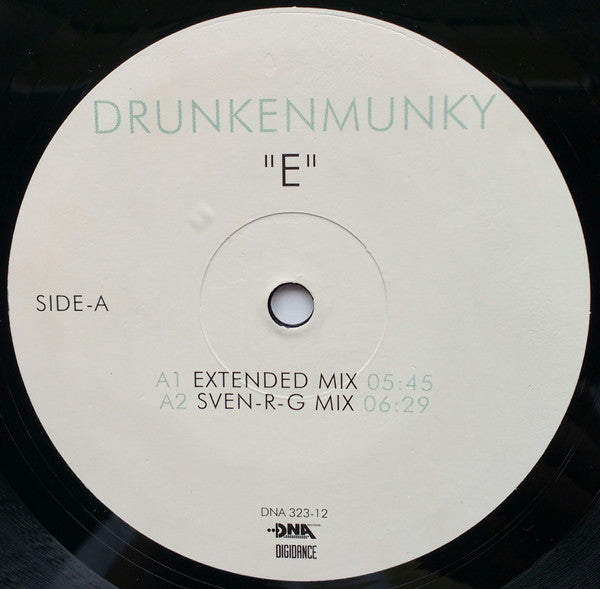 DRUNKENMUNKY
"E"
SIDE-A
A1 EXTENDED MIX 05:45
A2 SVEN-R-G MIX 06:29
DNA 323-12
DNA
DIGIDANCE